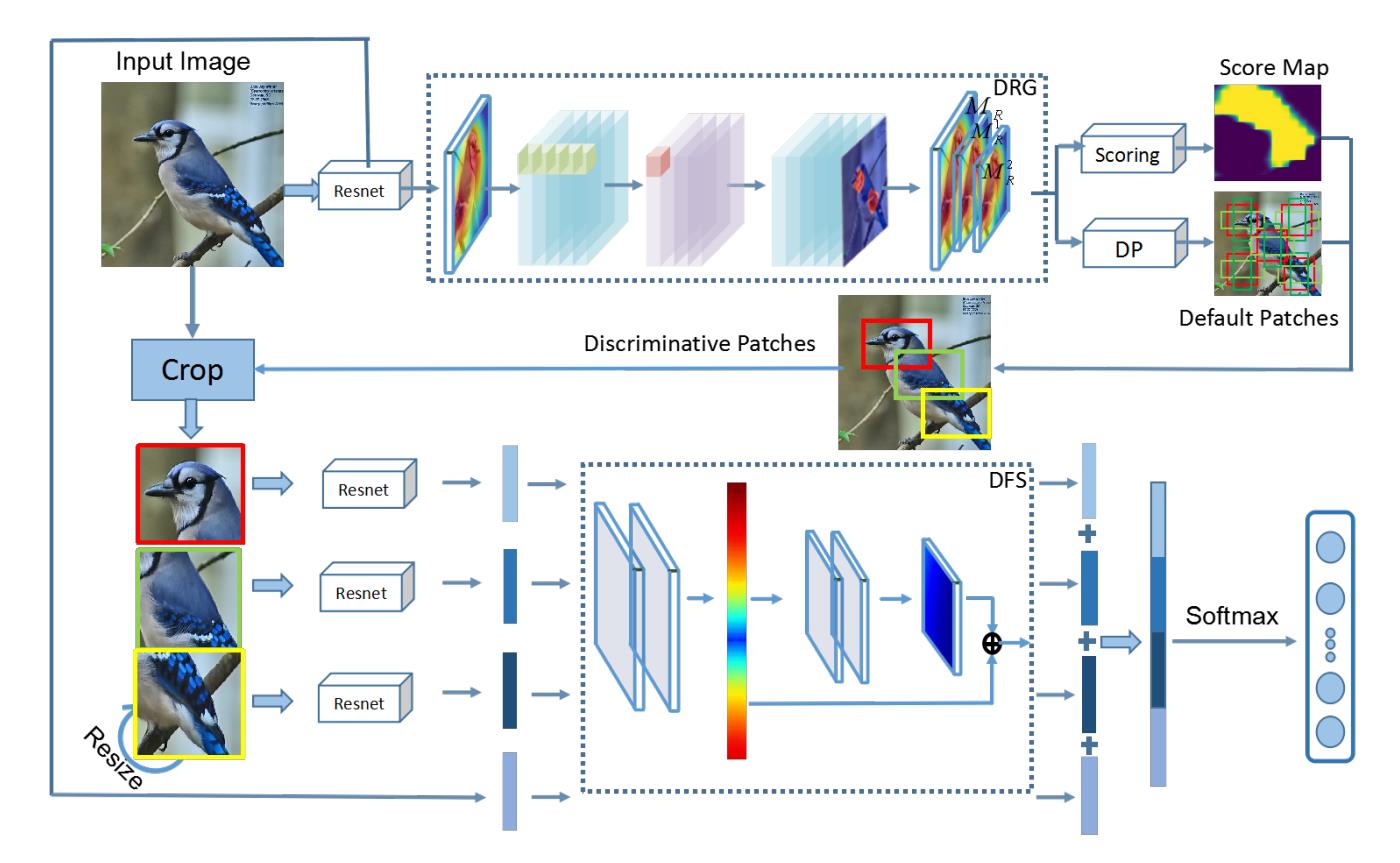 Input Image
DRG
Score Map
M_R
M_R^1
M_R^2
Resnet
Scoring
DP
Default Patches
Discriminative Patches
Crop
DFS
Resnet
Resnet
Resnet
Softmax
Resize